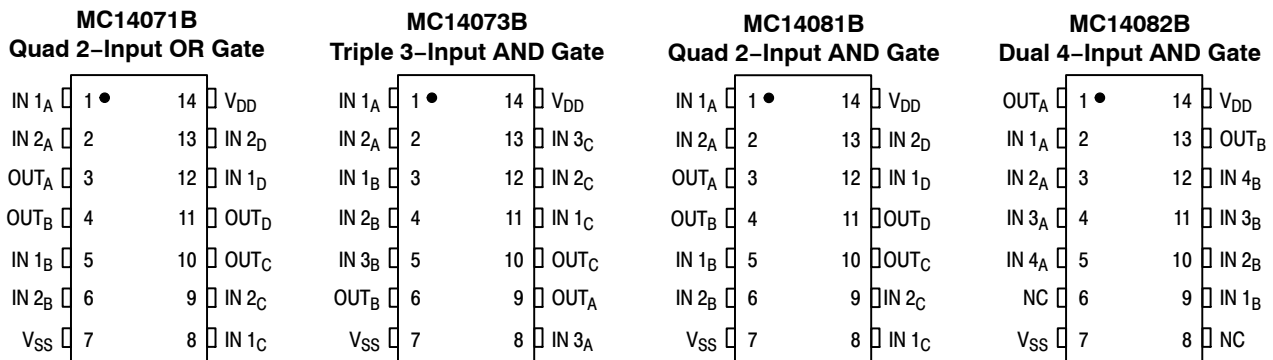 MC14071B
Quad 2–Input OR Gate
IN 1A 1 14 VDD
IN 2A 2 13 IN 2D
OUTA 3 12 IN 1D
OUTB 4 11 OUTD
IN 1B 5 10 OUTC
IN 2B 6 9 IN 2C
VSS 7 8 IN 1C
MC14073B
Triple 3–Input AND Gate
IN 1A 1 14 VDD
IN 2A 2 13 IN 3C
IN 1B 3 12 IN 2C
IN 2B 4 11 IN 1C
IN 3B 5 10 OUTC
OUTB 6 9 OUTA
VSS 7 8 IN 3A
MC14081B
Quad 2–Input AND Gate
IN 1A 1 14 VDD
IN 2A 2 13 IN 2D
OUTA 3 12 IN 1D
OUTB 4 11 OUTD
IN 1B 5 10 OUTC
IN 2B 6 9 IN 2C
VSS 7 8 IN 1C
MC14082B
Dual 4–Input AND Gate
OUTA 1 14 VDD
IN 1A 2 13 OUTB
IN 2A 3 12 IN 4B
IN 3A 4 11 IN 3B
IN 4A 5 10 IN 2B
NC 6 9 IN 1B
VSS 7 8 NC